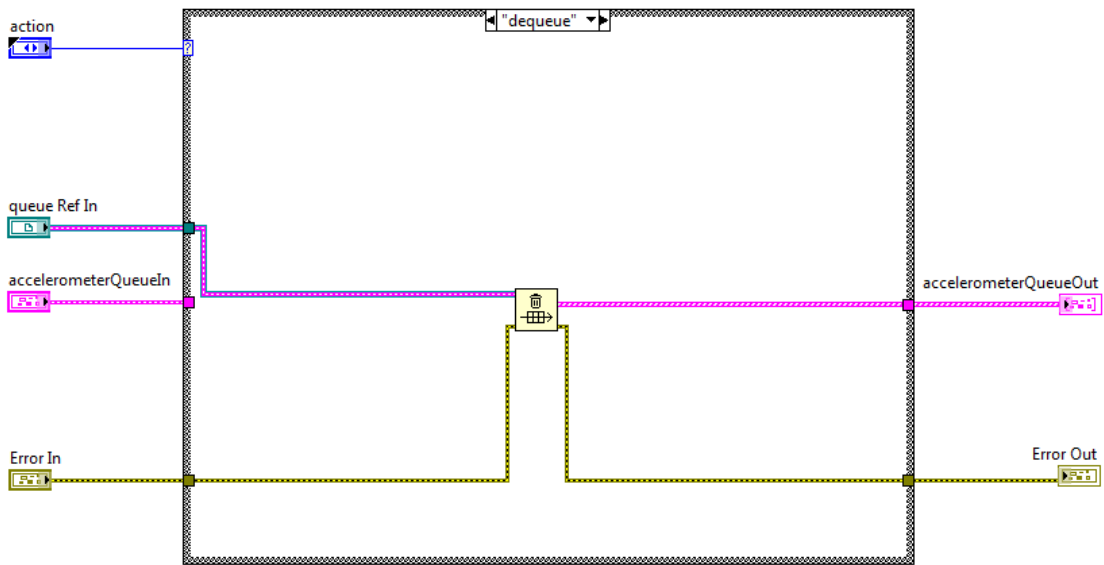 action
"dequeue"
?
queue Ref In
accelerometerQueueIn
accelerometerQueueOut
Error In
Error Out